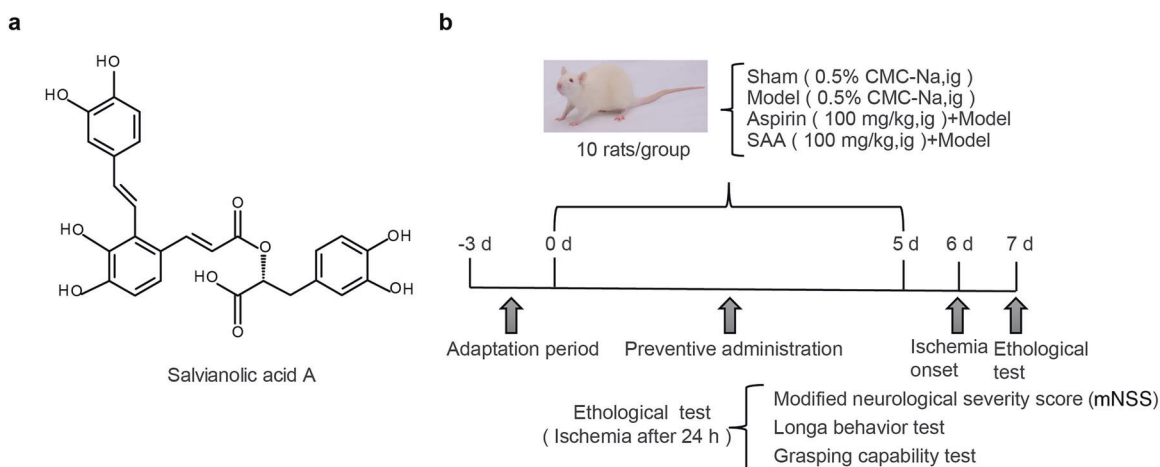 a
HO
HO
HO
HO
O
O
HO
O
OH
OH
Salvianolic acid A
b
10 rats/group
Sham ( 0.5% CMC-Na,ig )
Model ( 0.5% CMC-Na,ig )
Aspirin ( 100 mg/kg,ig )+Model
SAA ( 100 mg/kg,ig )+Model
-3 d
0 d
5 d
6 d
7 d
Adaptation period
Preventive administration
Ischemia
onset
Ethological
test
Ethological test
( Ischemia after 24 h )
Modified neurological severity score (mNSS)
Longa behavior test
Grasping capability test